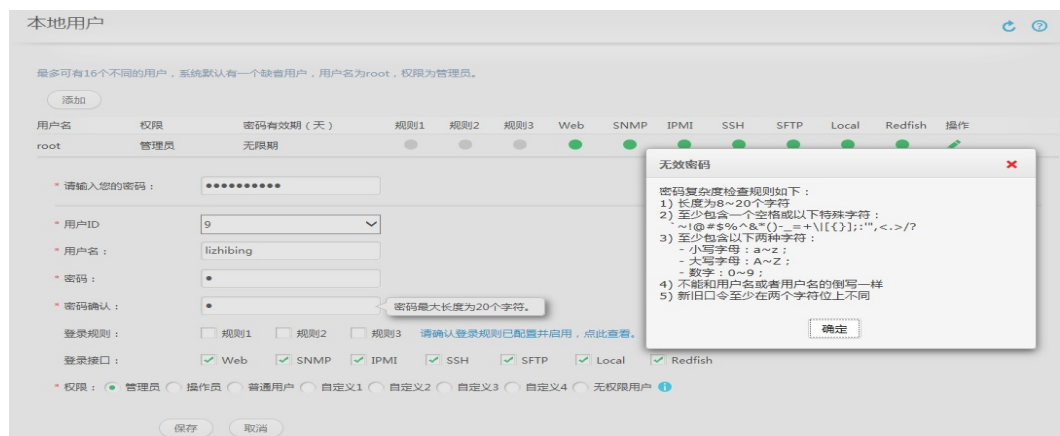 本地用户
最多可有16个不同的用户，系统默认有一个缺省用户，用户名为root，权限为管理员。
添加
用户名 权限 密码有效期（天） 规则1 规则2 规则3 Web SNMP IPMI SSH SFTP Local Redfish 操作
root 管理员 无限期
无效密码
密码复杂度检查规则如下：
1) 长度为8~20个字符
2) 至少包含一个空格或以下特殊字符：
`~!@#$%^&*()-_=+\|[{}];:'",<.>/?
3) 至少包含以下两种字符：
- 小写字母：a~z；
- 大写字母：A~Z；
- 数字：0~9；
4) 不能和用户名或者用户名的倒写一样
5) 新旧口令至少在两个字符位上不同
确定
* 请输入您的密码： ●●●●●●●●●●
* 用户ID 9
* 用户名： lizhibing
* 密码： ●
* 密码确认： ● 密码最大长度为20个字符。
登录规则： 规则1 规则2 规则3 请确认登录规则已配置并启用，点此查看。
登录接口： Web SNMP IPMI SSH SFTP Local Redfish
* 权限： 管理员 操作员 普通用户 自定义1 自定义2 自定义3 自定义4 无权限用户
保存 取消